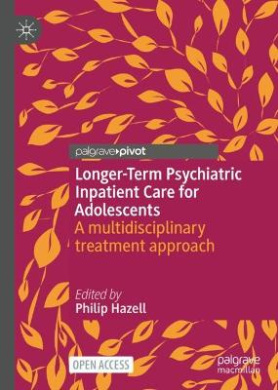 palgrave▸pivot
Longer-Term Psychiatric
Inpatient Care for
Adolescents
A multidisciplinary
treatment approach
Edited by
Philip Hazell
OPEN ACCESS
palgrave
macmillan